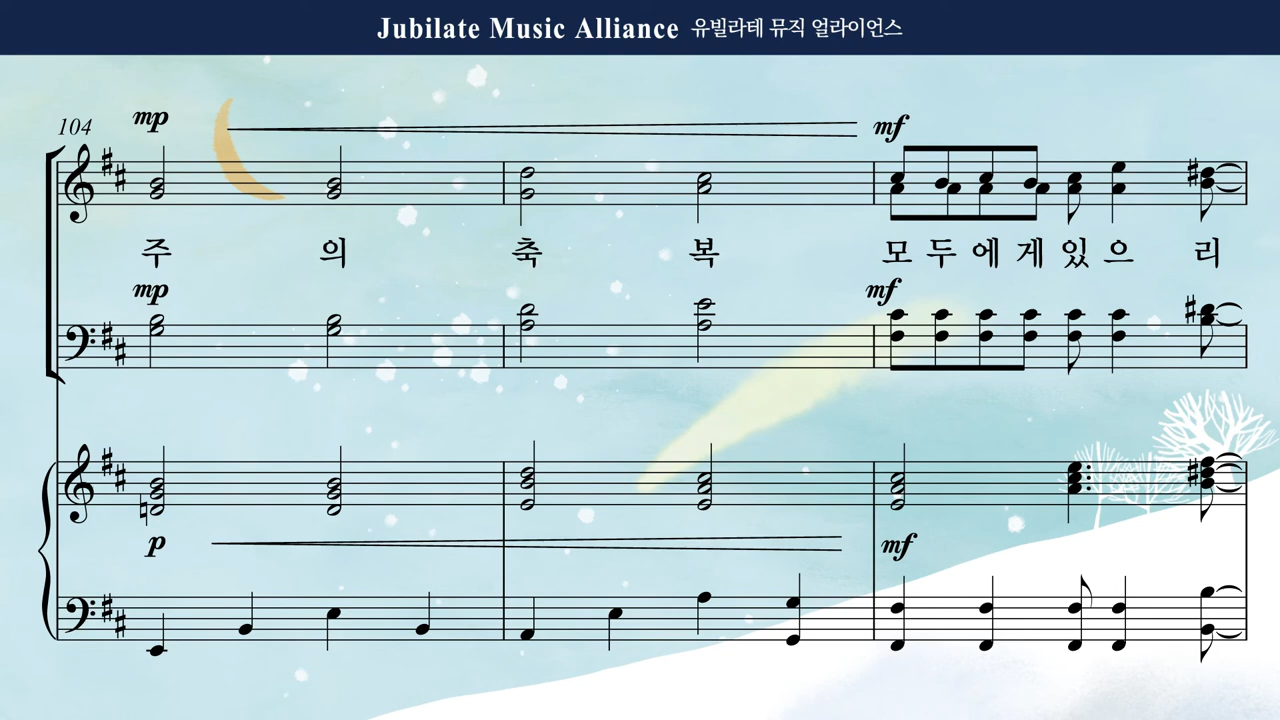 Jubilate Music Alliance 유빌라테 뮤직 얼라이언스
104
mp
mf
주 의 축 복 모 두 에 게 있 으 리
mp
mf
p
mf